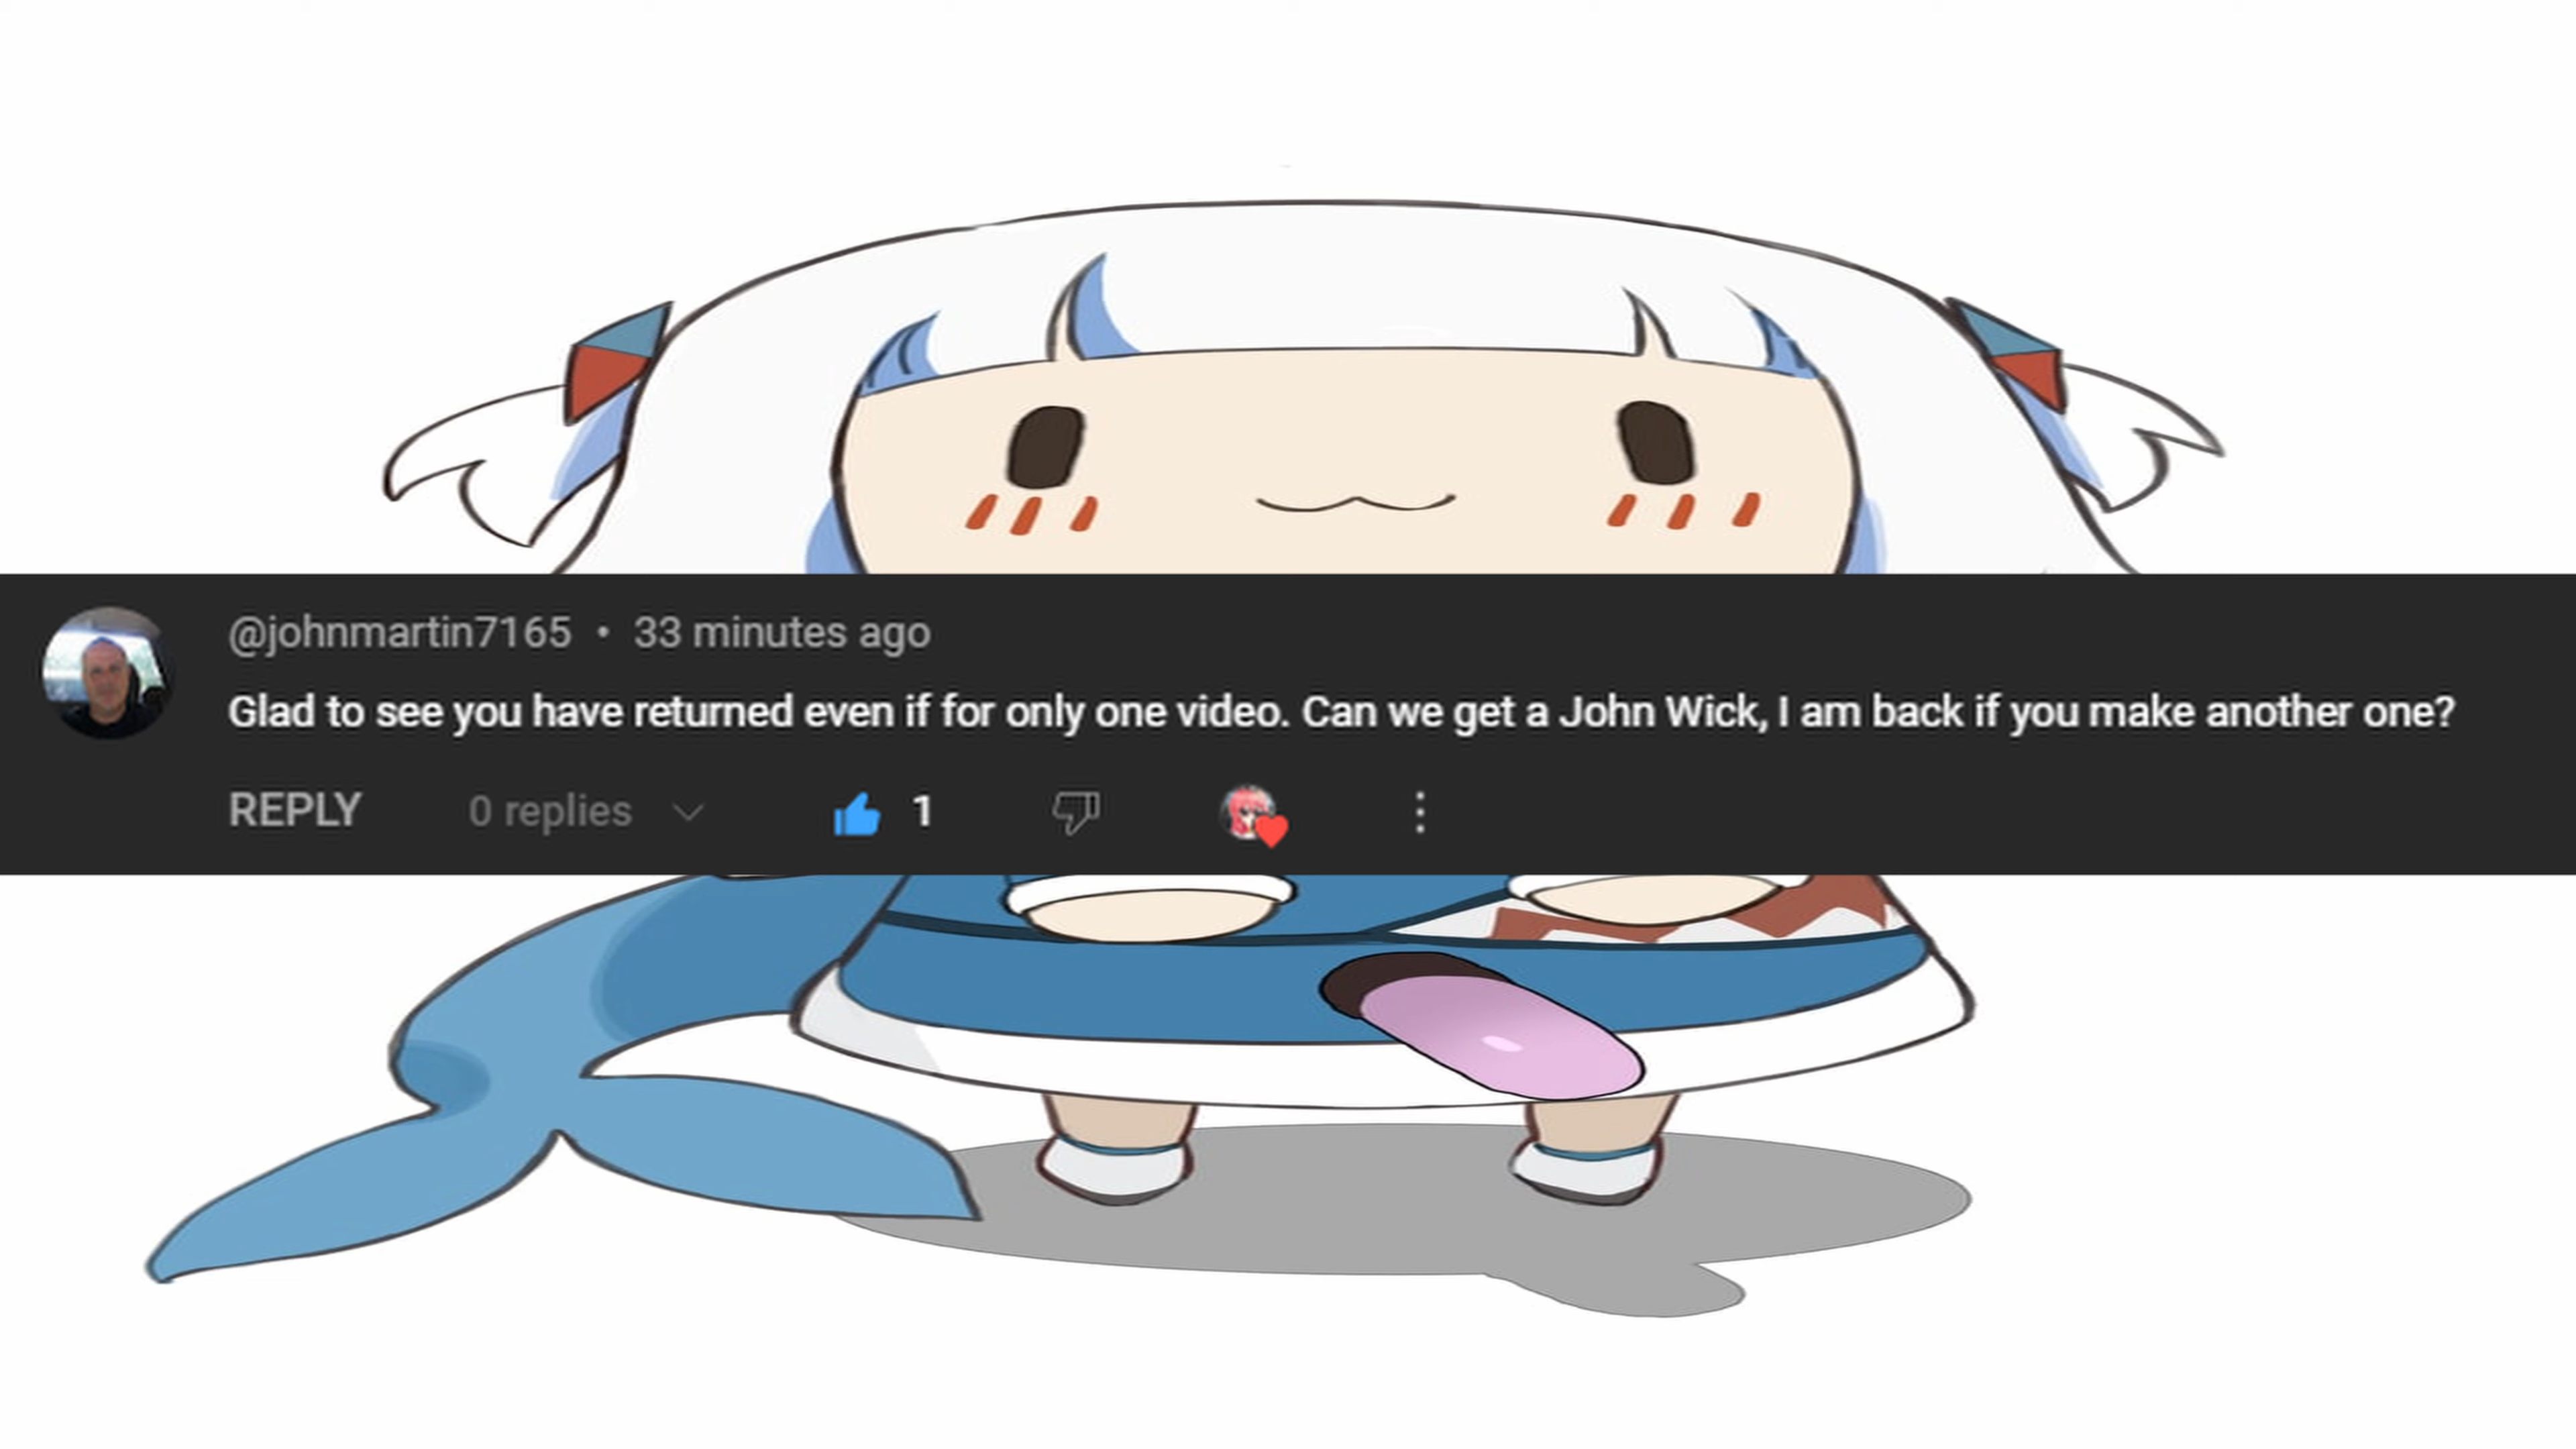 @johnmartin7165 • 33 minutes ago
Glad to see you have returned even if for only one video. Can we get a John Wick, I am back if you make another one?
REPLY 0 replies 1